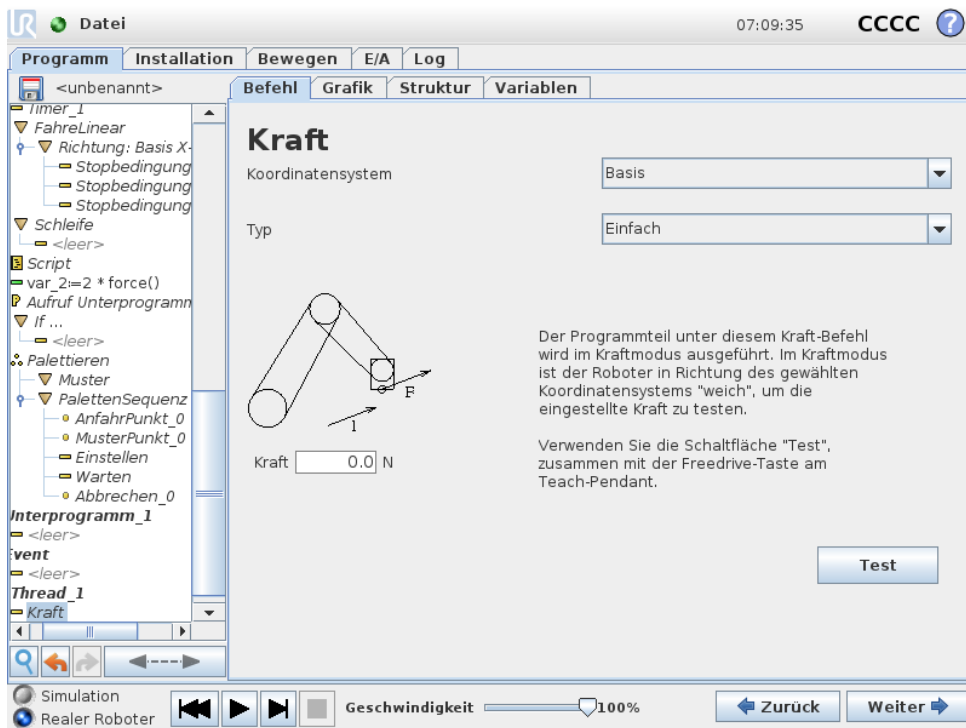 UR Datei 07:09:35 CCCC ?
Programm Installation Bewegen E/A Log
<unbenannt> Befehl Grafik Struktur Variablen
Timer_1
FahreLinear
Richtung: Basis X-
Stopbedingung
Stopbedingung
Stopbedingung
Schleife
<leer>
Script
var_2:=2 * force()
P Aufruf Unterprogramm
If ...
<leer>
Palettieren
Muster
PalettenSequenz
AnfahrPunkt_0
MusterPunkt_0
Einstellen
Warten
Abbrechen_0
Unterprogramm_1
<leer>
Event
<leer>
Thread_1
Kraft
Kraft
Koordinatensystem Basis
Typ Einfach
F
1
Kraft 0.0 N
Der Programmteil unter diesem Kraft-Befehl
wird im Kraftmodus ausgeführt. Im Kraftmodus
ist der Roboter in Richtung des gewählten
Koordinatensystems "weich", um die
eingestellte Kraft zu testen.
Verwenden Sie die Schaltfläche "Test",
zusammen mit der Freedrive-Taste am
Teach-Pendant.
Test
Simulation
Realer Roboter
Geschwindigkeit 100%
Zurück Weiter